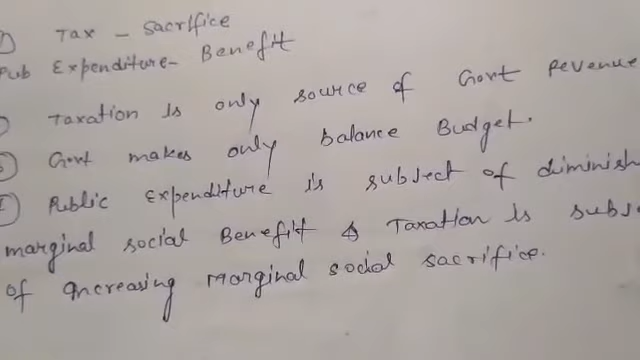 Tax - Sacrifice
Pub Expenditure - Benefit
Taxation is only source of Govt Revenue
Govt makes only balance Budget.
Public Expenditure is subject of diminish
marginal social Benefit & Taxation is subj
of increasing marginal social sacrifice.